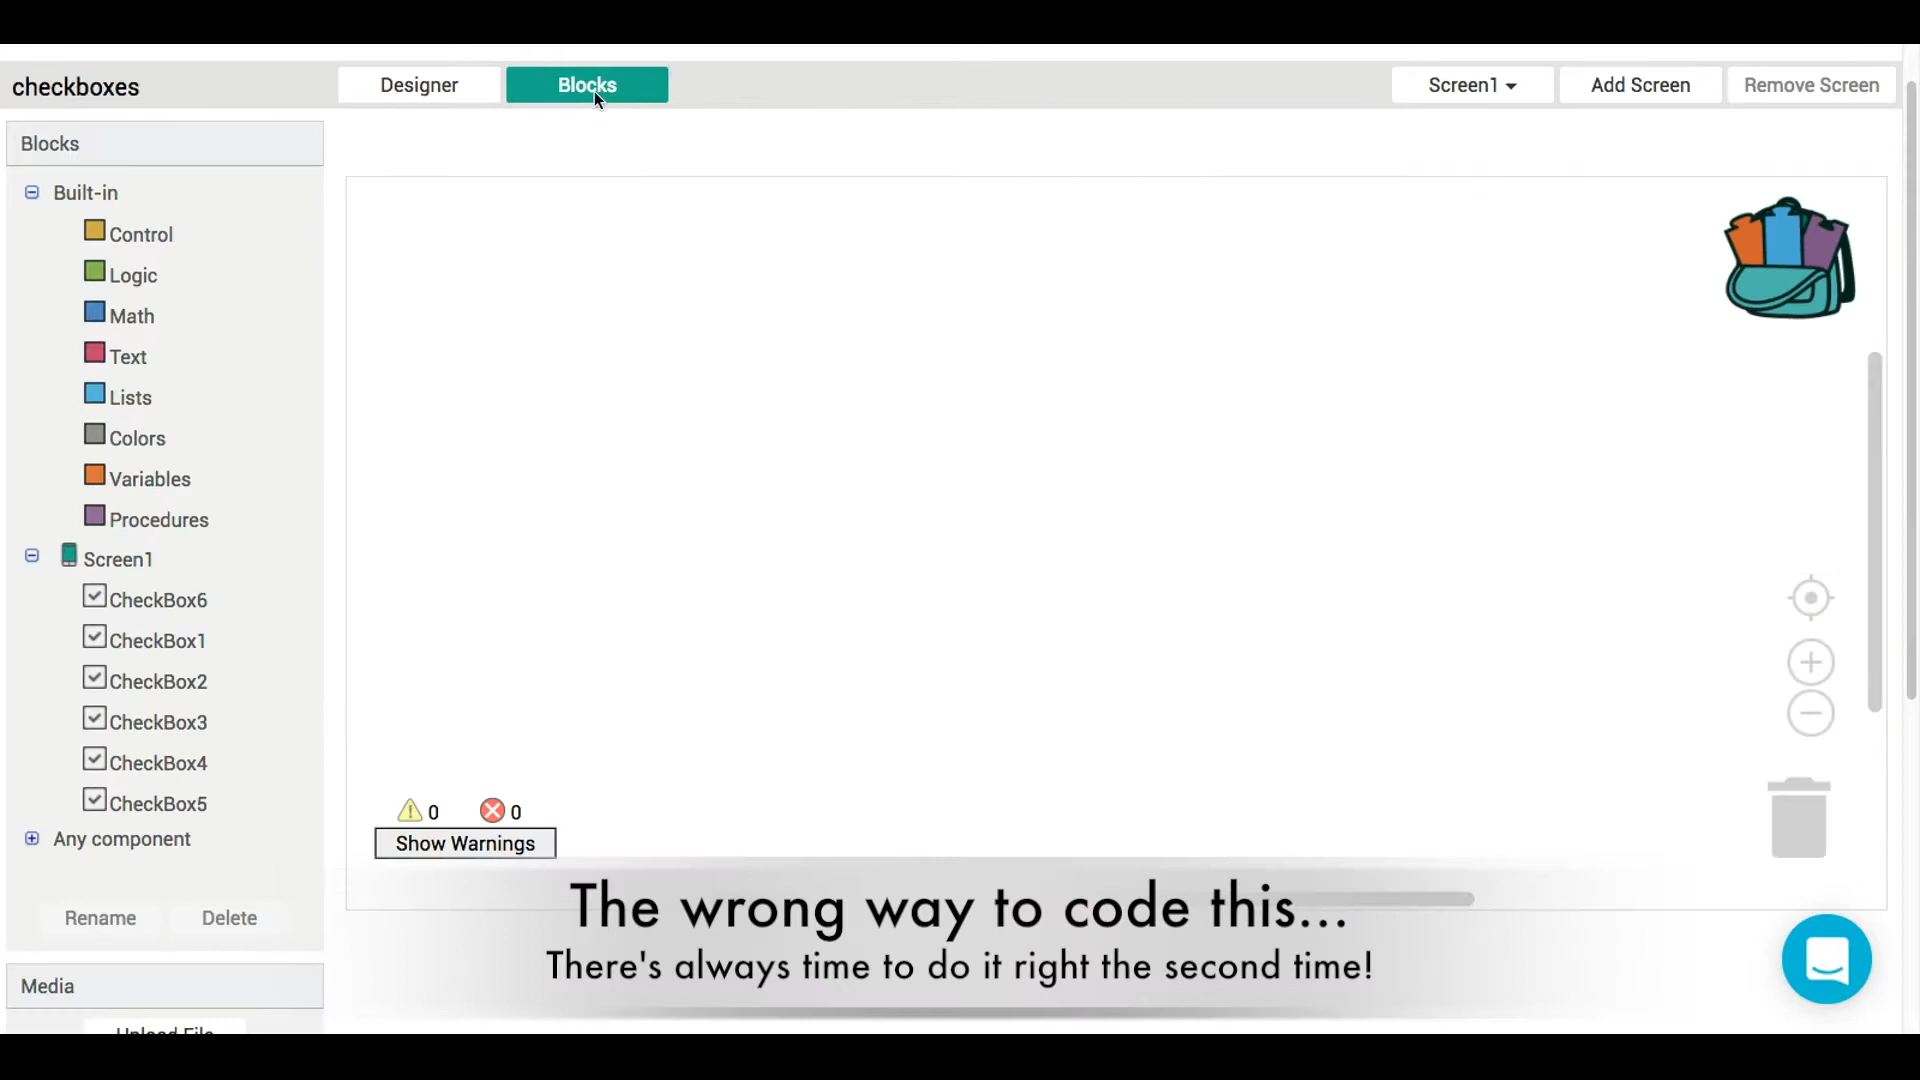 checkboxes
Designer
Blocks
Screen1
Add Screen
Remove Screen
Blocks
Built-in
Control
Logic
Math
Text
Lists
Colors
Variables
Procedures
Screen1
CheckBox6
CheckBox1
CheckBox2
CheckBox3
CheckBox4
CheckBox5
Any component
Rename
Delete
Media
Upload File
0
0
Show Warnings
The wrong way to code this...
There's always time to do it right the second time!